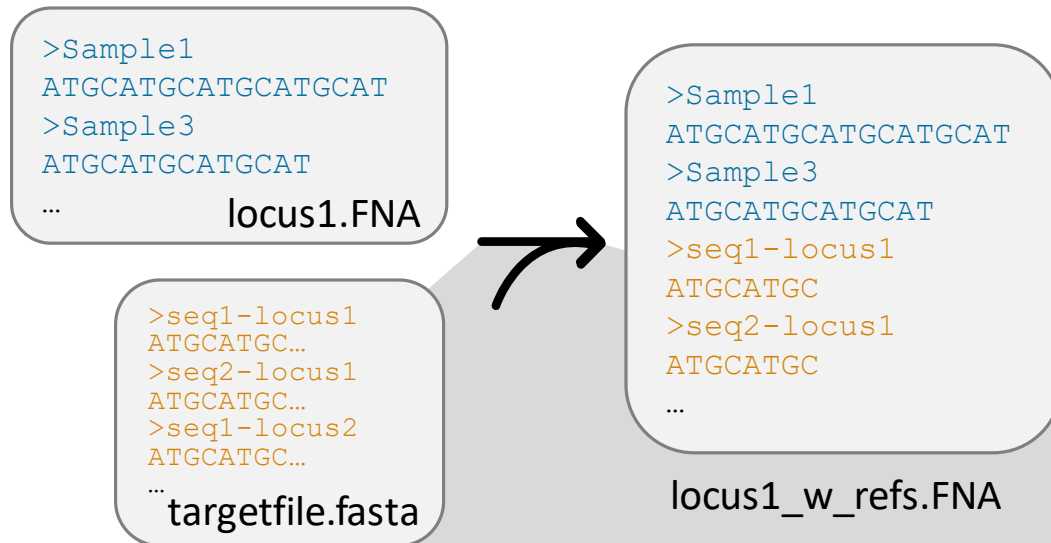 >Sample1
ATGCATGCATGCATGCAT
>Sample3
ATGCATGCATGCAT
…
locus1.FNA
>seq1-locus1
ATGCATGC…
>seq2-locus1
ATGCATGC…
>seq1-locus2
ATGCATGC…
…
targetfile.fasta
>Sample1
ATGCATGCATGCATGCAT
>Sample3
ATGCATGCATGCAT
>seq1-locus1
ATGCATGC
>seq2-locus1
ATGCATGC
…
locus1_w_refs.FNA